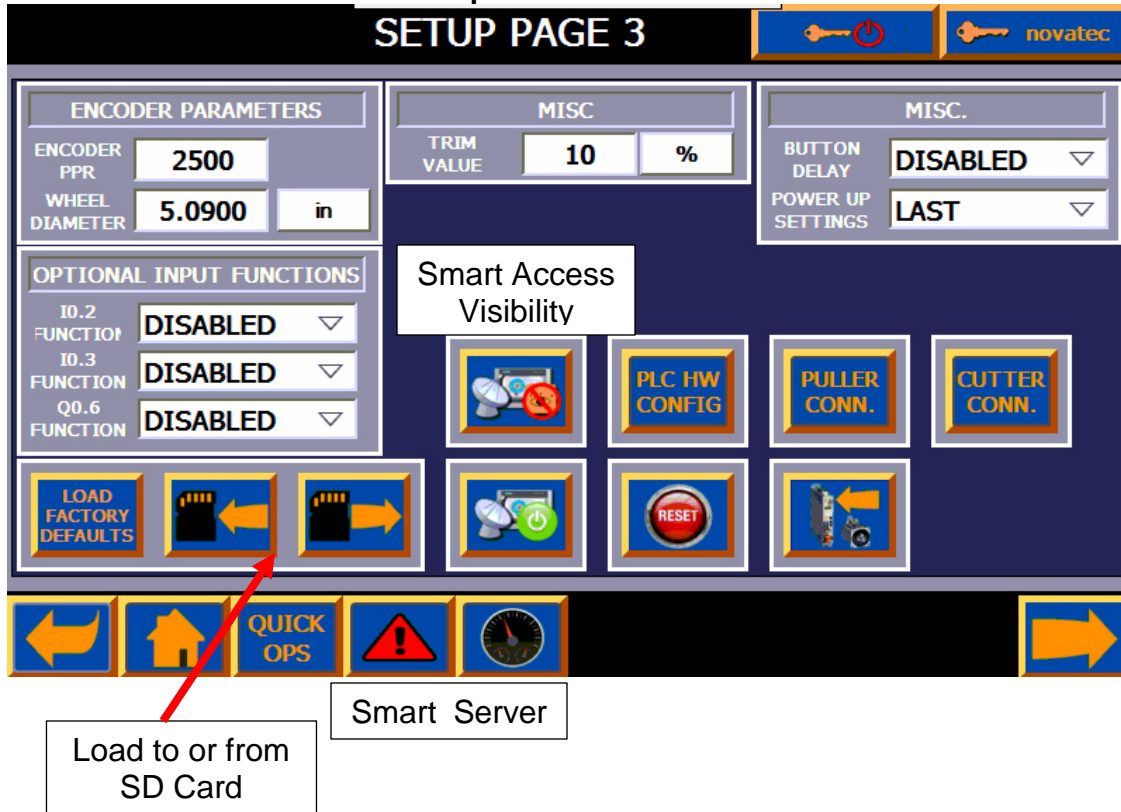 SETUP PAGE 3
novatec
ENCODER PARAMETERS
ENCODER
PPR
2500
WHEEL
DIAMETER
5.0900
in
MISC
TRIM
VALUE
10
%
MISC.
BUTTON
DELAY
DISABLED
POWER UP
SETTINGS
LAST
OPTIONAL INPUT FUNCTIONS
I0.2
FUNCTION
DISABLED
I0.3
FUNCTION
DISABLED
Q0.6
FUNCTION
DISABLED
Smart Access
Visibility
PLC HW
CONFIG
PULLER
CONN.
CUTTER
CONN.
LOAD
FACTORY
DEFAULTS
RESET
QUICK
OPS
Smart Server
Load to or from
SD Card